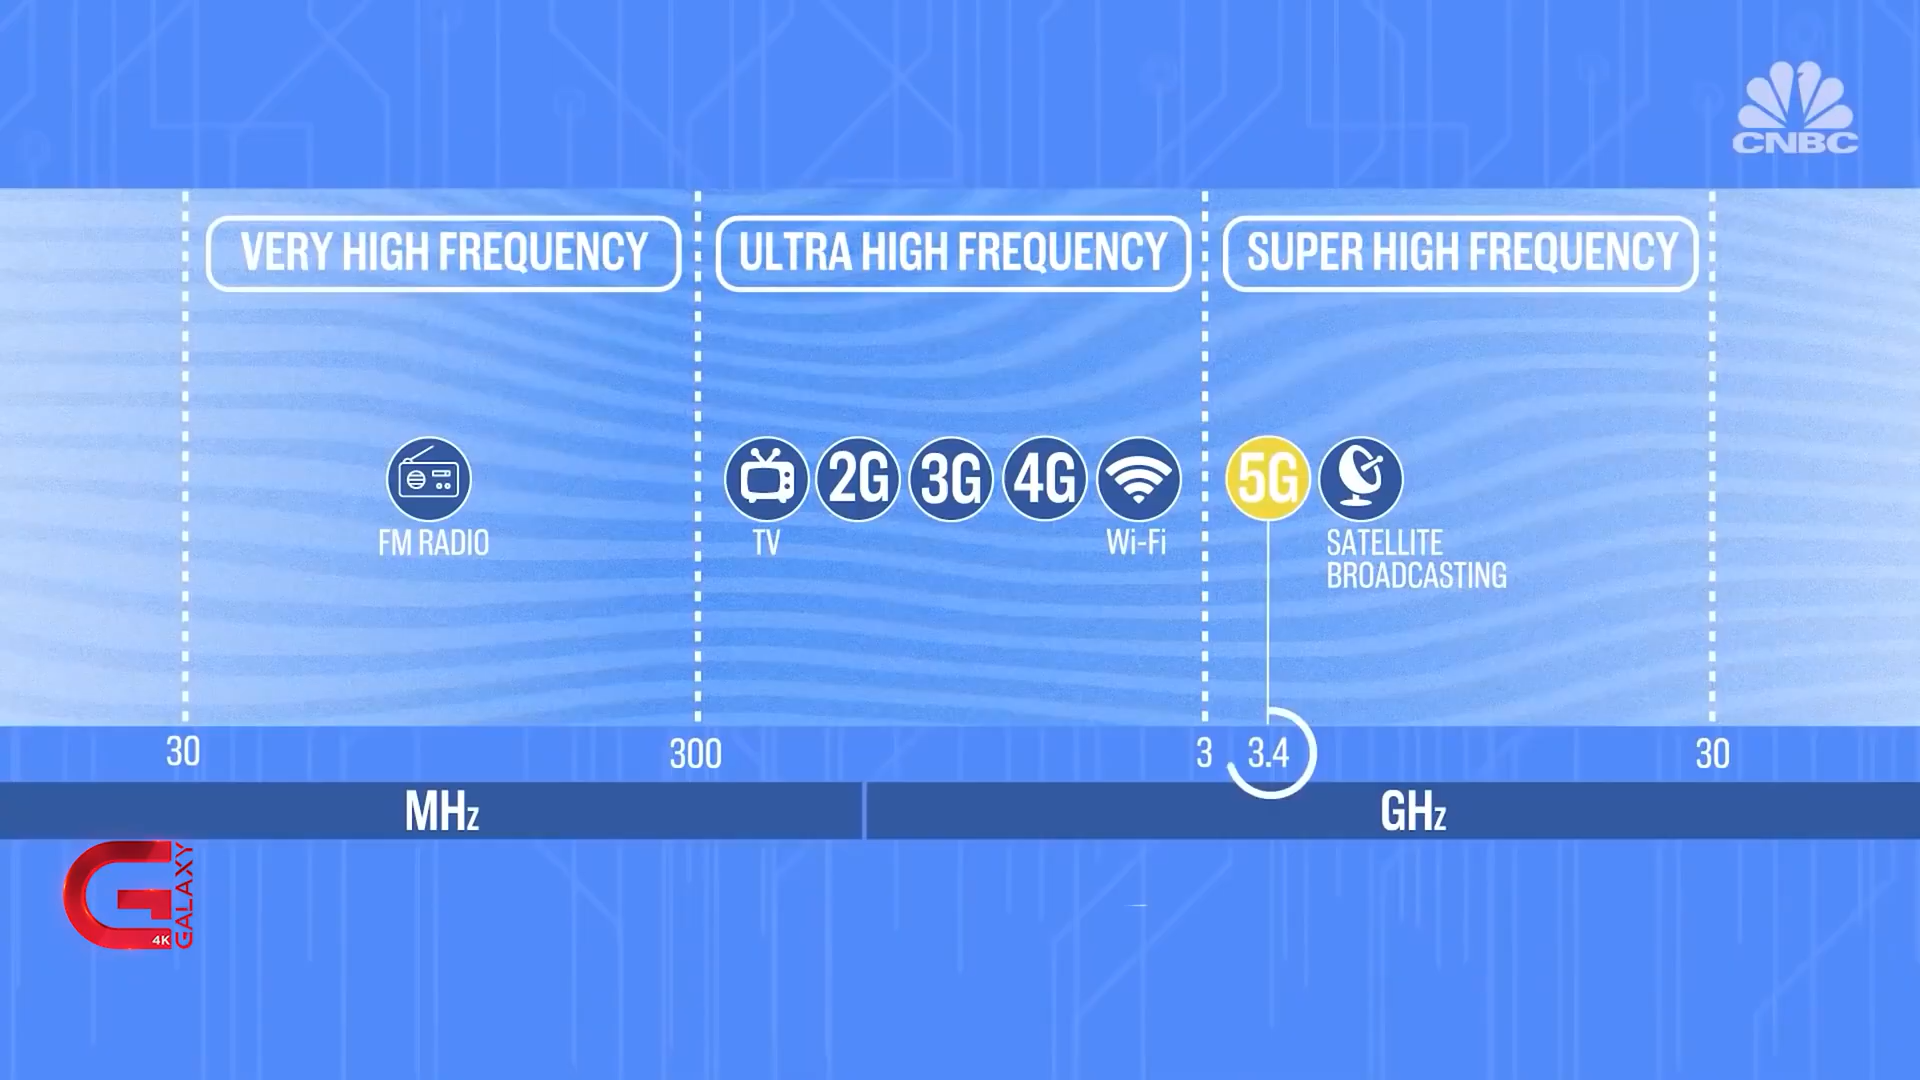 CNBC
VERY HIGH FREQUENCY
ULTRA HIGH FREQUENCY
SUPER HIGH FREQUENCY
2G
3G
4G
5G
FM RADIO
TV
Wi-Fi
SATELLITE
BROADCASTING
30
300
3
3.4
30
MHz
GHz
GALAXY
4K